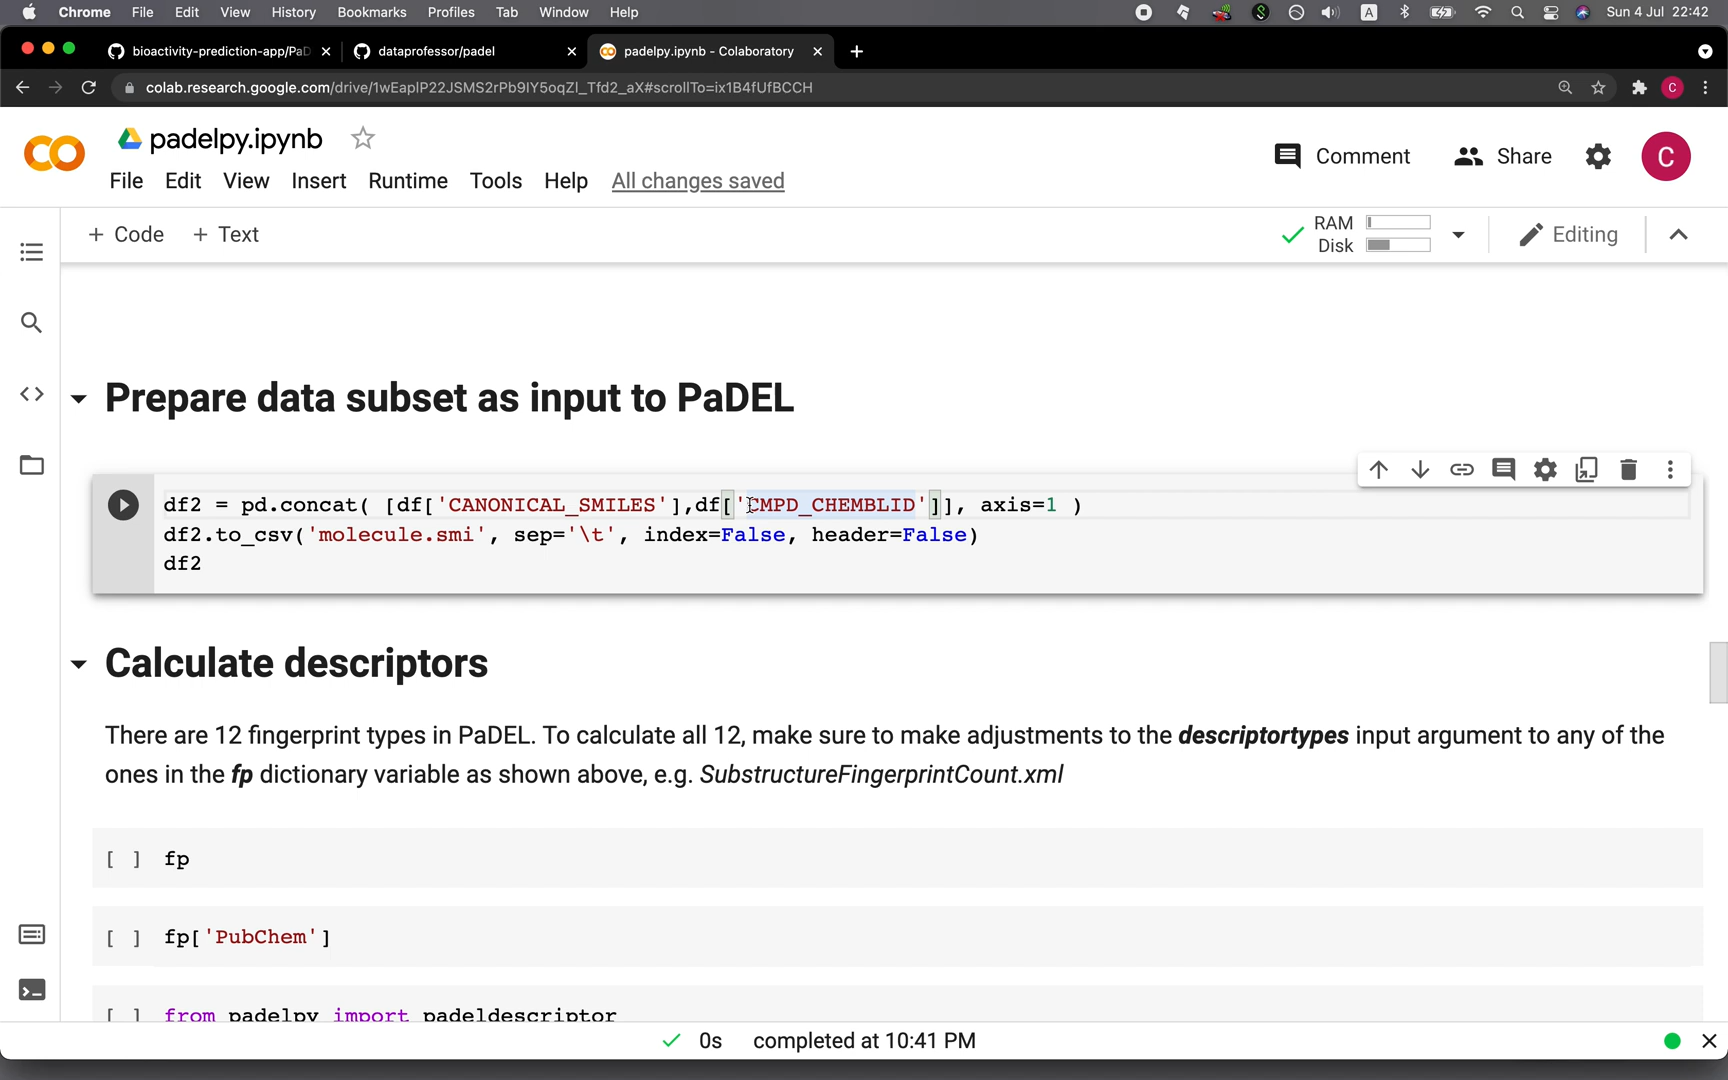 Chrome File Edit View History Bookmarks Profiles Tab Window Help A Sun 4 Jul 22:42
bioactivity-prediction-app/PaD dataprofessor/padel padelpy.ipynb - Colaboratory
colab.research.google.com/drive/1wEaplP22JSMS2rPb9IY5oqZl_Tfd2_aX#scrollTo=ix1B4fUfBCCH C
padelpy.ipynb
Comment Share C
File Edit View Insert Runtime Tools Help All changes saved
+ Code + Text RAM Disk Editing
Prepare data subset as input to PaDEL
df2 = pd.concat( [df['CANONICAL_SMILES'],df['CMPD_CHEMBLID']], axis=1 )
df2.to_csv('molecule.smi', sep='\t', index=False, header=False)
df2
Calculate descriptors
There are 12 fingerprint types in PaDEL. To calculate all 12, make sure to make adjustments to the descriptortypes input argument to any of the
ones in the fp dictionary variable as shown above, e.g. SubstructureFingerprintCount.xml
[ ] fp
[ ] fp['PubChem']
[ ] from padelpy import padeldescriptor
0s completed at 10:41 PM